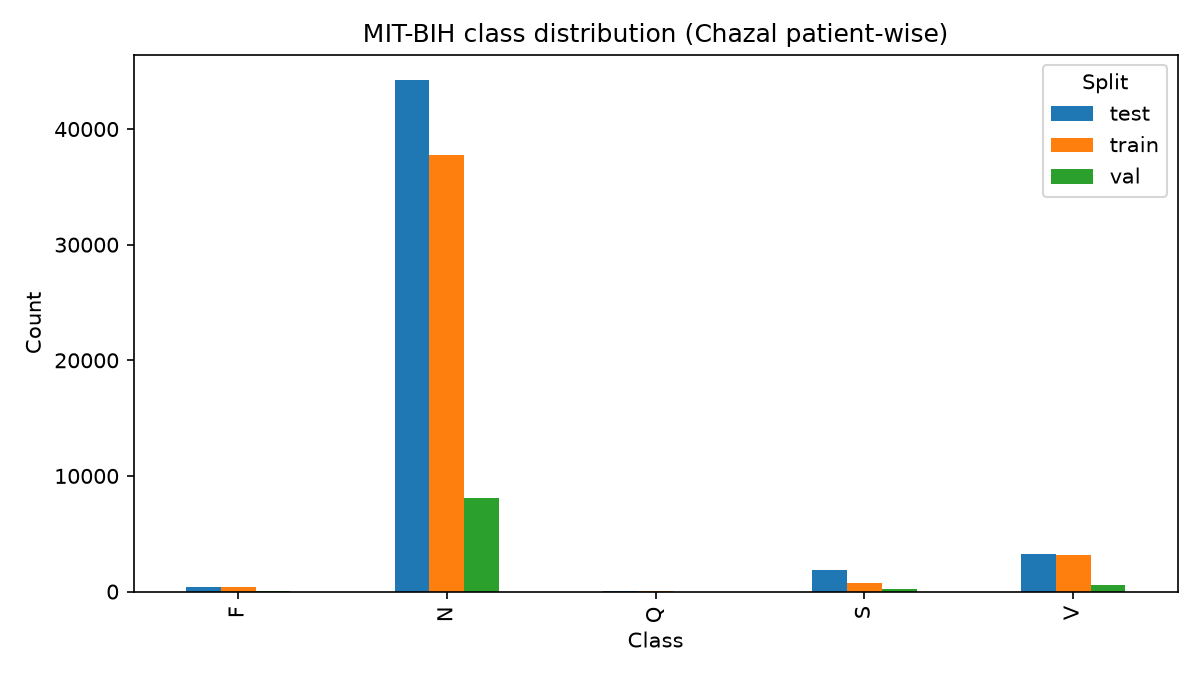 MIT-BIH class distribution (Chazal patient-wise)
Split
test
train
val
40000
30000
20000
10000
0
Count
F
N
Q
S
V
Class